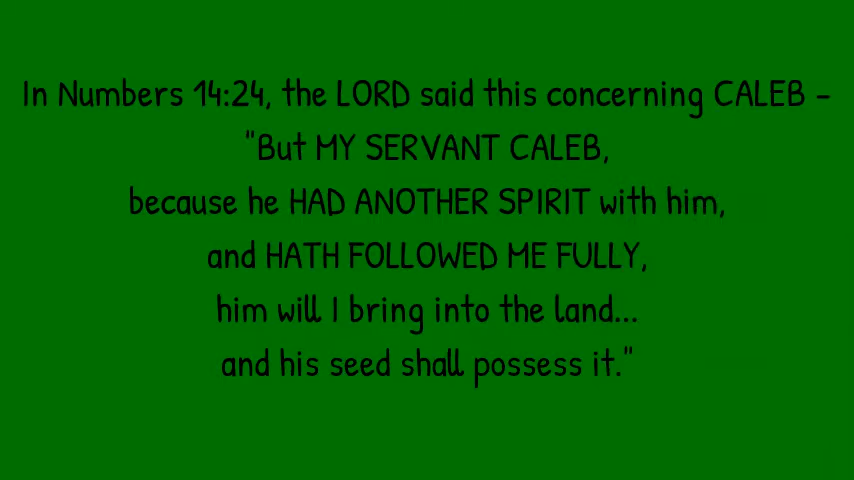 In Numbers 14:24, the LORD said this concerning CALEB -
"But MY SERVANT CALEB,
because he HAD ANOTHER SPIRIT with him,
and HATH FOLLOWED ME FULLY,
him will I bring into the land...
and his seed shall possess it."